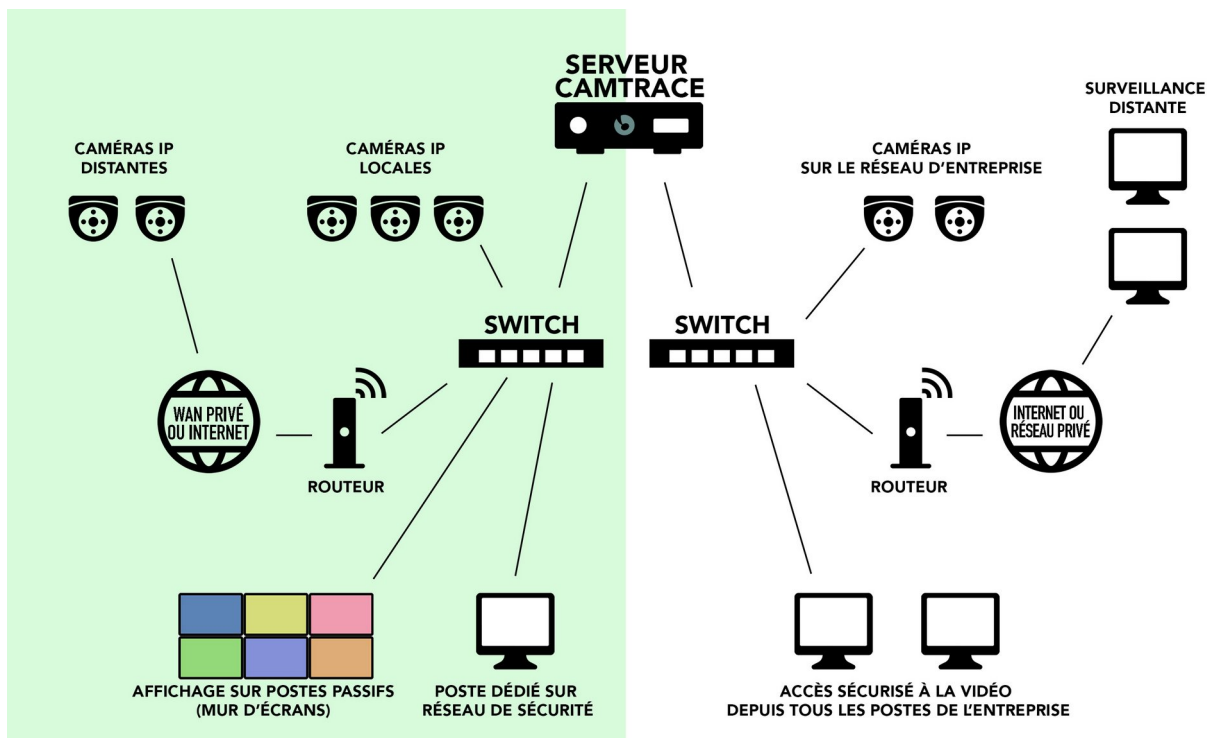 SERVEUR
CAMTRACE
SURVEILLANCE
DISTANTE
CAMÉRAS IP
DISTANTES
CAMÉRAS IP
LOCALES
CAMÉRAS IP
SUR LE RÉSEAU D'ENTREPRISE
SWITCH
SWITCH
WAN PRIVÉ
OU INTERNET
ROUTEUR
INTERNET OU
RÉSEAU PRIVÉ
ROUTEUR
AFFICHAGE SUR POSTES PASSIFS
(MUR D'ÉCRANS)
POSTE DÉDIÉ SUR
RÉSEAU DE SÉCURITÉ
ACCÈS SÉCURISÉ À LA VIDÉO
DEPUIS TOUS LES POSTES DE L'ENTREPRISE